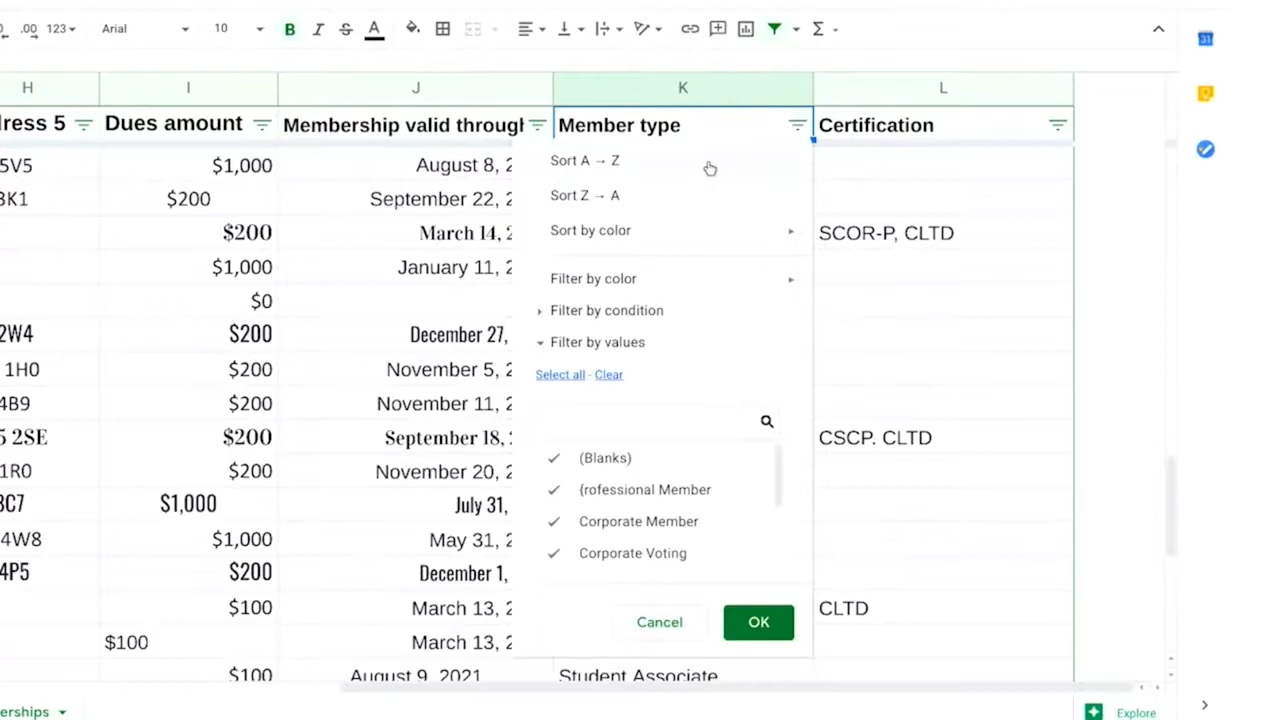 .00 123 Arial 10 B I S A Σ
31
H I J K L
ress 5 Dues amount Membership valid through Member type Certification
5V5 $1,000 August 8, 2 Sort A → Z
3K1 $200 September 22, 2 Sort Z → A
$200 March 14, 2 Sort by color SCOR-P, CLTD
$1,000 January 11, 2 Filter by color
$0 Filter by condition
2W4 $200 December 27, Filter by values
1H0 $200 November 5, 2 Select all - Clear
4B9 $200 November 11, 2
5 2SE $200 September 18, CSCP. CLTD
1R0 $200 November 20, 2 (Blanks)
3C7 $1,000 July 31, {rofessional Member
4W8 $1,000 May 31, 2 Corporate Member
4P5 $200 December 1, Corporate Voting
$100 March 13, 2 CLTD
Cancel OK
$100 March 13, 2
$100 August 9, 2021 Student Associate
erships Explore